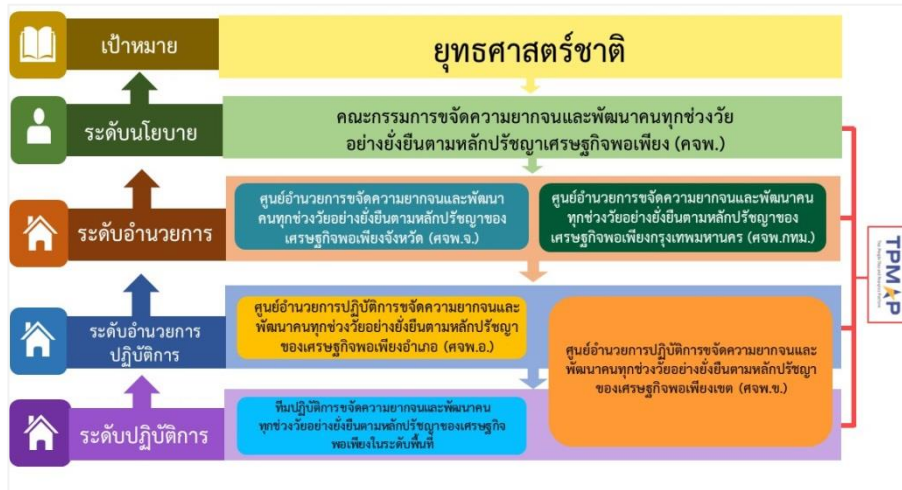 เป้าหมาย
ยุทธศาสตร์ชาติ
ระดับนโยบาย
คณะกรรมการขจัดความยากจนและพัฒนาคนทุกช่วงวัย
อย่างยั่งยืนตามหลักปรัชญาเศรษฐกิจพอเพียง (คจพ.)
ระดับอำนวยการ
ศูนย์อำนวยการขจัดความยากจนและพัฒนา
คนทุกช่วงวัยอย่างยั่งยืนตามหลักปรัชญาของ
เศรษฐกิจพอเพียงจังหวัด (ศจพ.จ.)
ศูนย์อำนวยการขจัดความยากจนและพัฒนาคน
ทุกช่วงวัยอย่างยั่งยืนตามหลักปรัชญาของ
เศรษฐกิจพอเพียงกรุงเทพมหานคร (ศจพ.กทม.)
ระดับอำนวยการ
ปฏิบัติการ
ศูนย์อำนวยการปฏิบัติการขจัดความยากจนและ
พัฒนาคนทุกช่วงวัยอย่างยั่งยืนตามหลักปรัชญา
ของเศรษฐกิจพอเพียงอำเภอ (ศจพ.อ.)
ศูนย์อำนวยการปฏิบัติการขจัดความยากจนและ
พัฒนาคนทุกช่วงวัยอย่างยั่งยืนตามหลักปรัชญา
ของเศรษฐกิจพอเพียงเขต (ศจพ.ข.)
ระดับปฏิบัติการ
ทีมปฏิบัติการขจัดความยากจนและพัฒนาคน
ทุกช่วงวัยอย่างยั่งยืนตามหลักปรัชญาของเศรษฐกิจ
พอเพียงในระดับพื้นที่
TPMAP